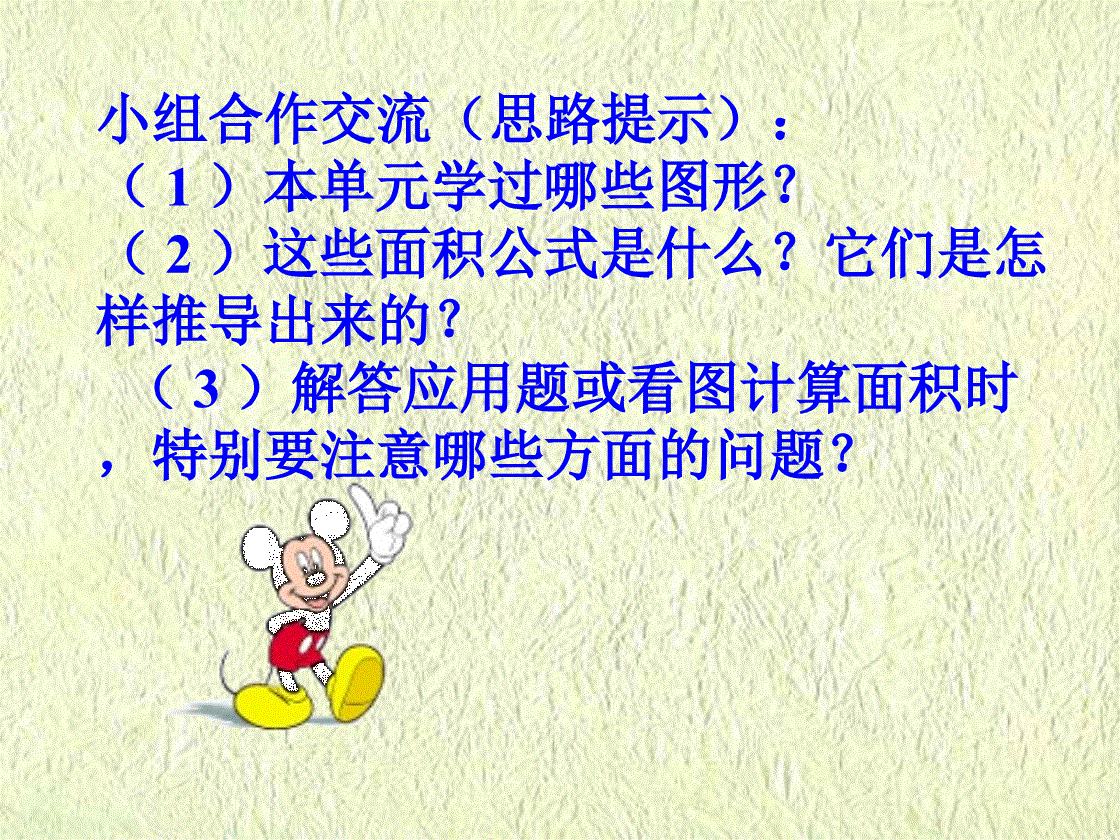 小组合作交流（思路提示）：
（ 1 ）本单元学过哪些图形？
（ 2 ）这些面积公式是什么？它们是怎
样推导出来的？
（ 3 ）解答应用题或看图计算面积时
，特别要注意哪些方面的问题？